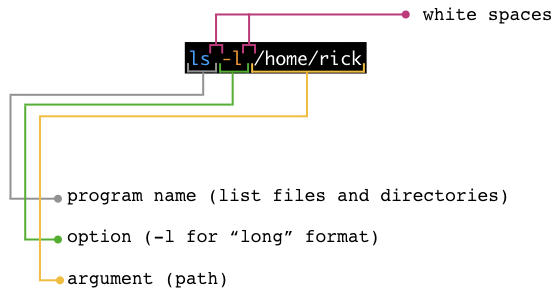 white spaces
ls -l /home/rick
program name (list files and directories)
option (-l for “long” format)
argument (path)